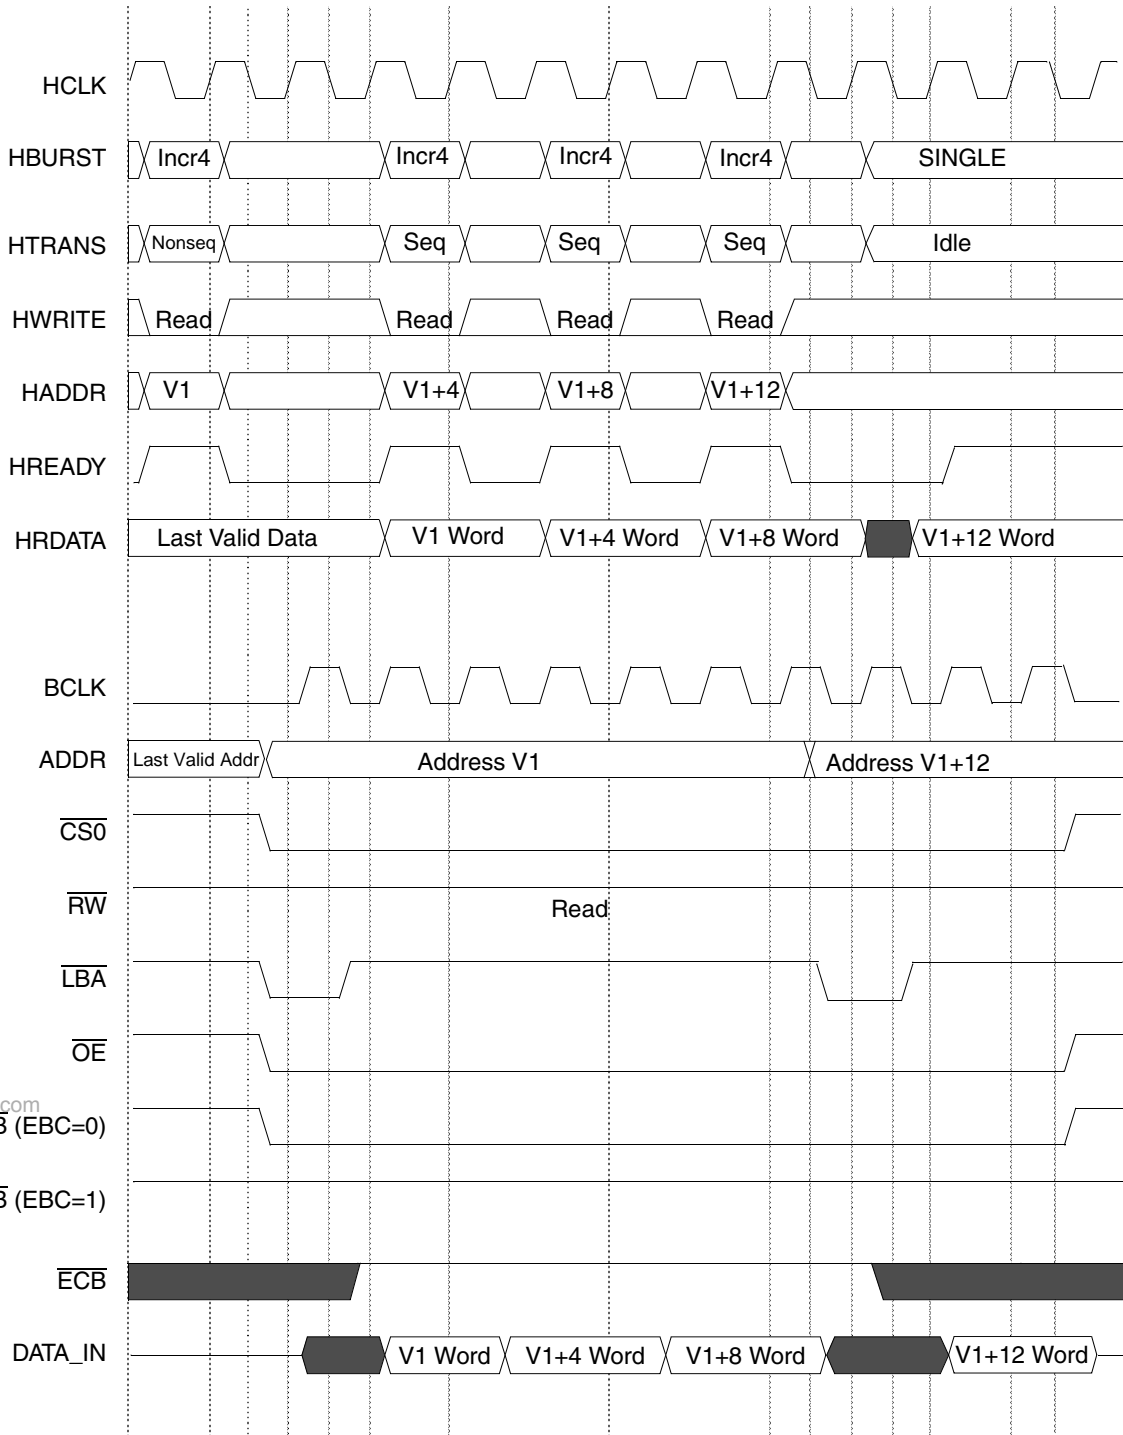 HCLK
HBURST Incr4 Incr4 Incr4 Incr4 SINGLE
HTRANS Nonseq Seq Seq Seq Idle
HWRITE Read Read Read Read
HADDR V1 V1+4 V1+8 V1+12
HREADY
HRDATA Last Valid Data V1 Word V1+4 Word V1+8 Word V1+12 Word
BCLK
ADDR Last Valid Addr Address V1 Address V1+12
CS0
RW Read
LBA
OE
com
(EBC=0)
(EBC=1)
ECB
DATA_IN V1 Word V1+4 Word V1+8 Word V1+12 Word